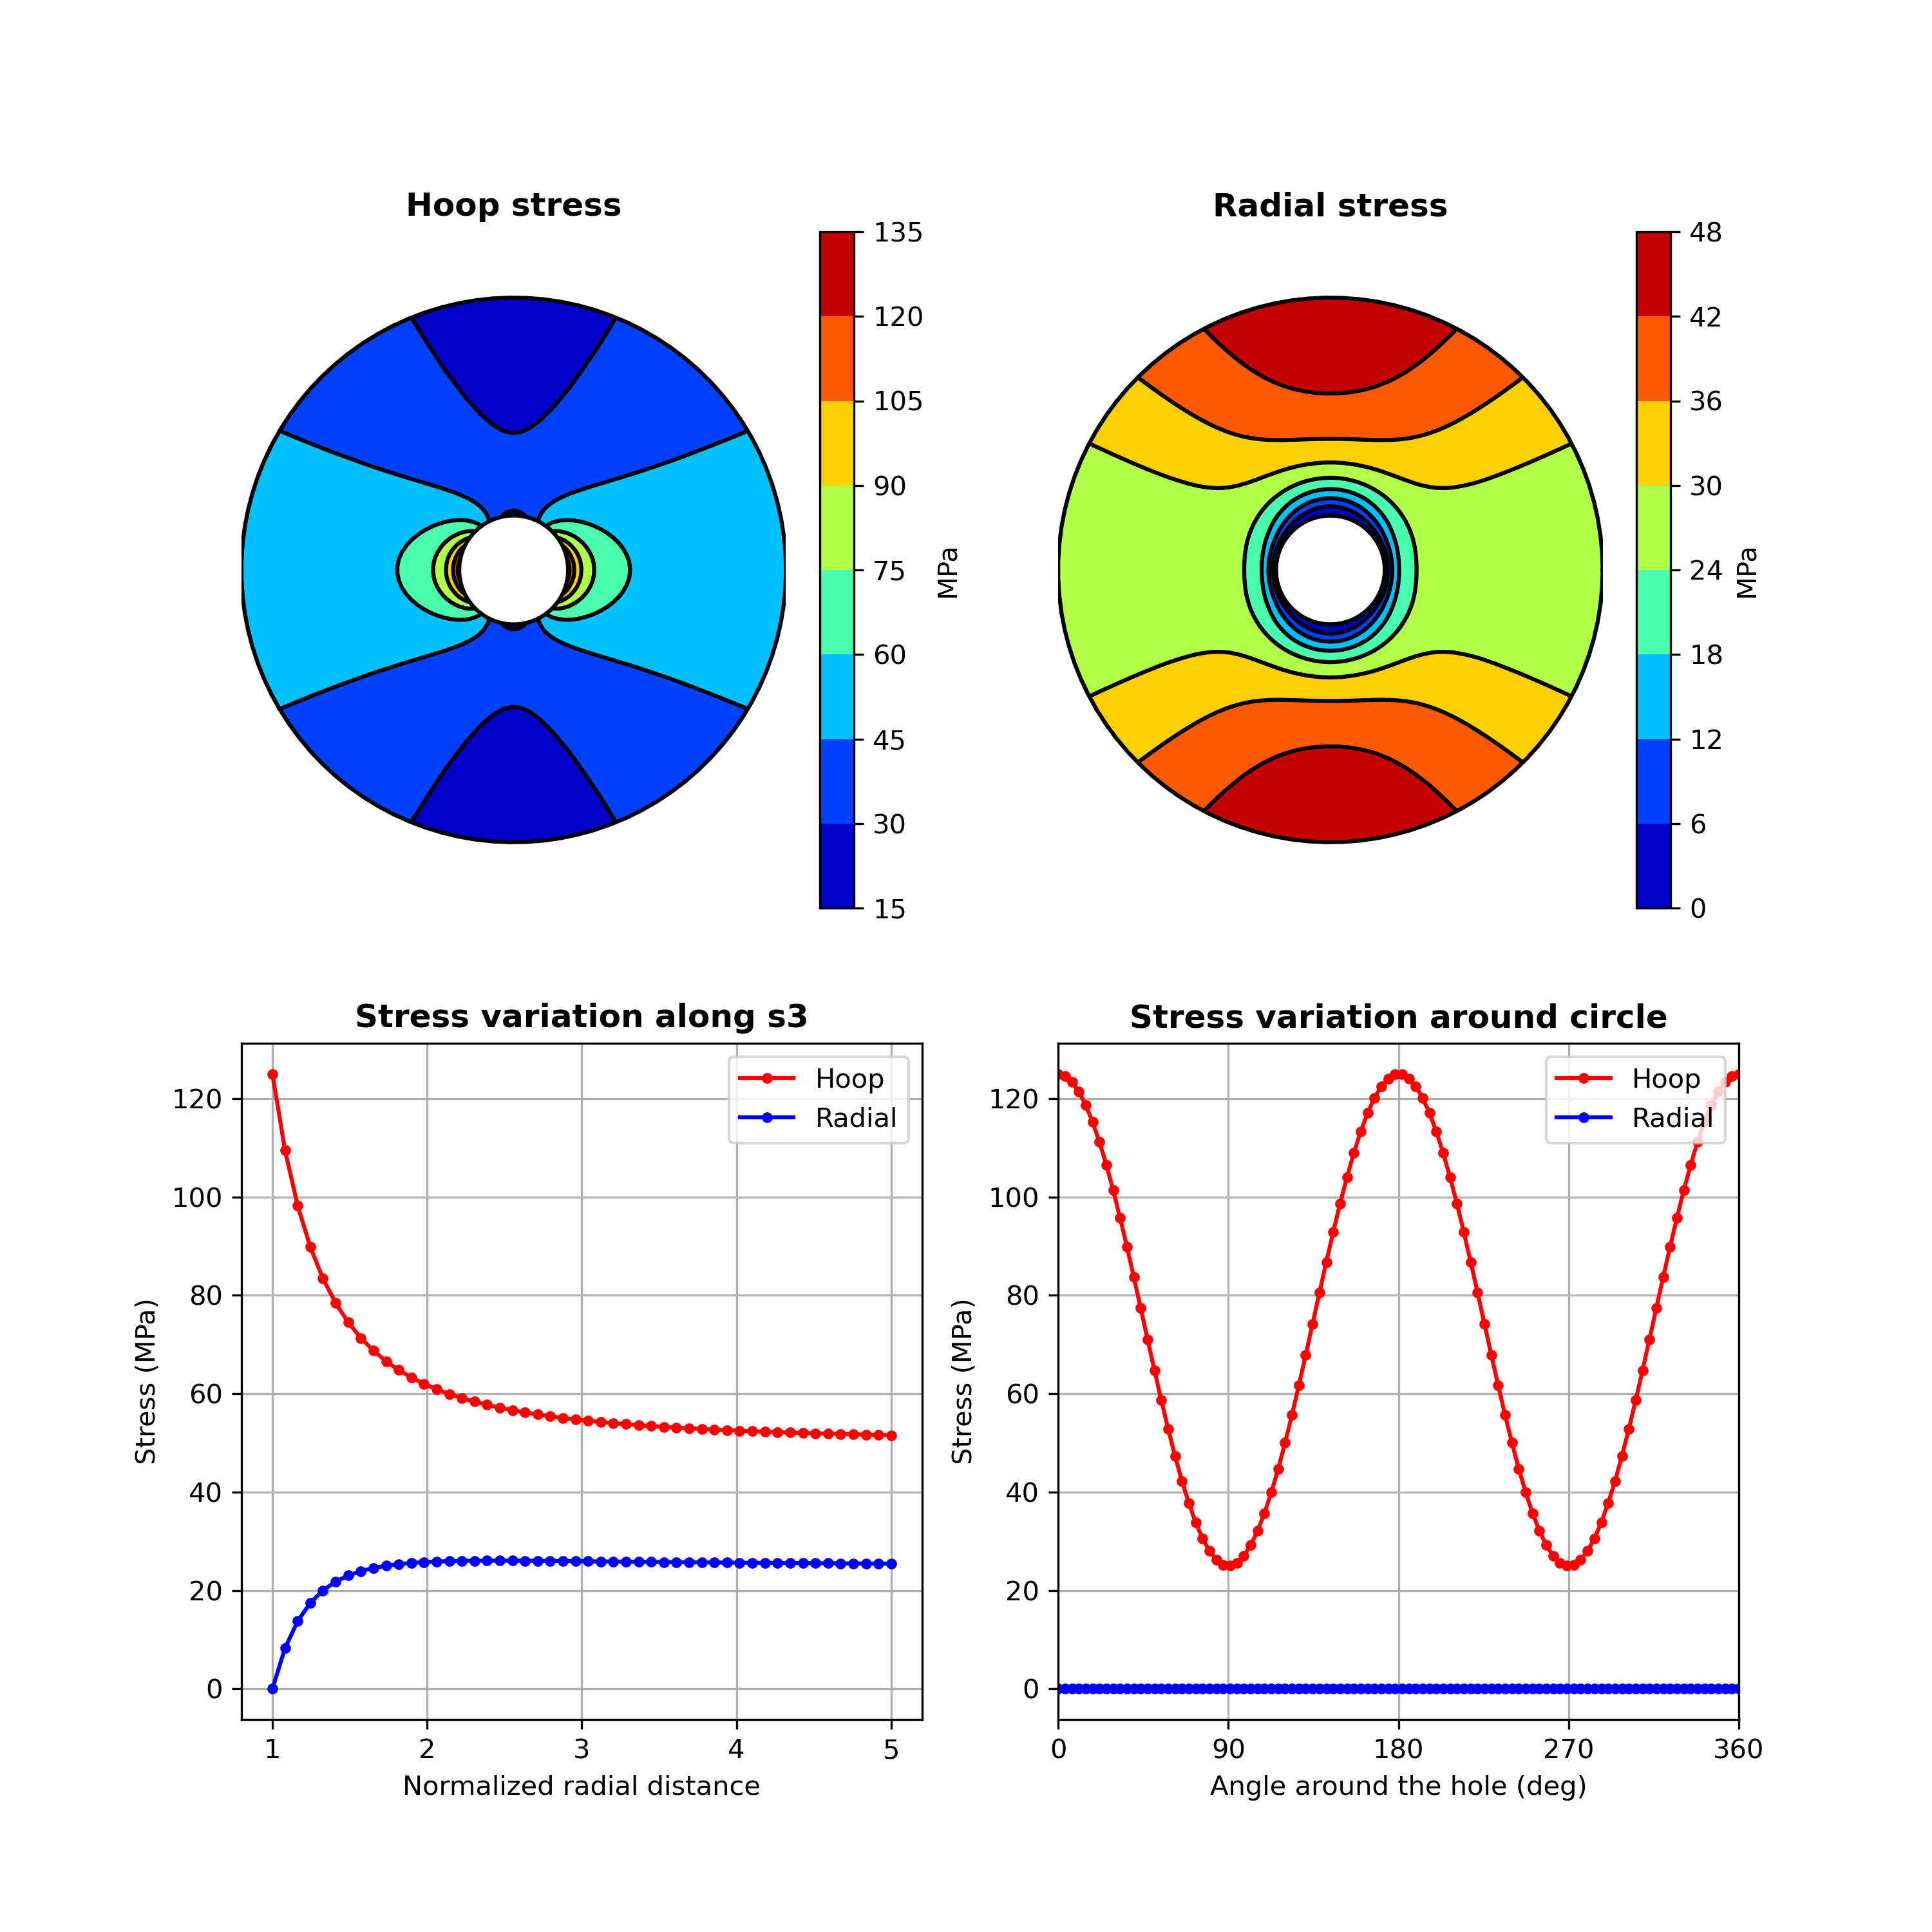 Hoop stress
135
120
105
90
75
60
45
30
15
MPa
Radial stress
48
42
36
30
24
18
12
6
0
MPa
Stress variation along s3
Hoop
Radial
120
100
80
60
40
20
0
Stress (MPa)
1 2 3 4 5
Normalized radial distance
Stress variation around circle
Hoop
Radial
120
100
80
60
40
20
0
Stress (MPa)
0 90 180 270 360
Angle around the hole (deg)